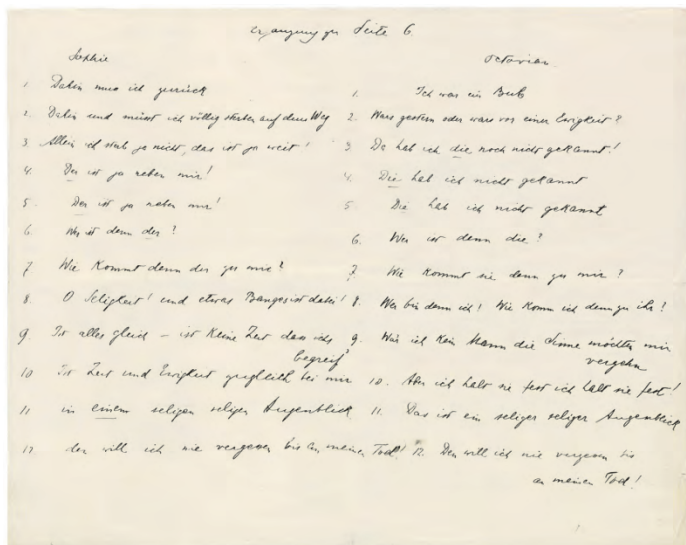 Ergänzung zu Seite 6.
Sophie
1. Dahin muss ich zurück
2. Dahin und müsst ich völlig sterben auf dem Weg
3 Allein ich sterb ja nicht, das ist ja weit!
4. Der ist ja neben mir!
5. Der ist ja neben mir!
6. Wer ist denn der?
7. Wie kommt denn der zu mir?
8. O Seligkeit! und etwas Banges ist dabei!
9. Ist alles gleich – ist keine Zeit dass ichs
begreif
10 Ist Zeit und Ewigkeit zugleich bei mir
11 in einem seligen seligen Augenblick
12 den will ich nie vergessen bis an meinen Tod!
Octavian
1. Ich war ein Bub
2. Wars gestern oder wars vor einer Ewigkeit?
3 Da hab ich die noch nicht gekannt!
4. Die hab ich nicht gekannt
5. Die hab ich nicht gekannt
6. Wer ist denn die?
7. Wie kommt sie denn zu mir?
8. Wer bin denn ich! Wie komm ich denn zu ihr?
9. Wär ich kein Mann die Sinne möchten mir
vergehn
10. Aber ich halt sie fest ich halt sie fest!
11. Das ist ein seliger seliger Augenblick
12. Den will ich nie vergessen bis
an meinen Tod!